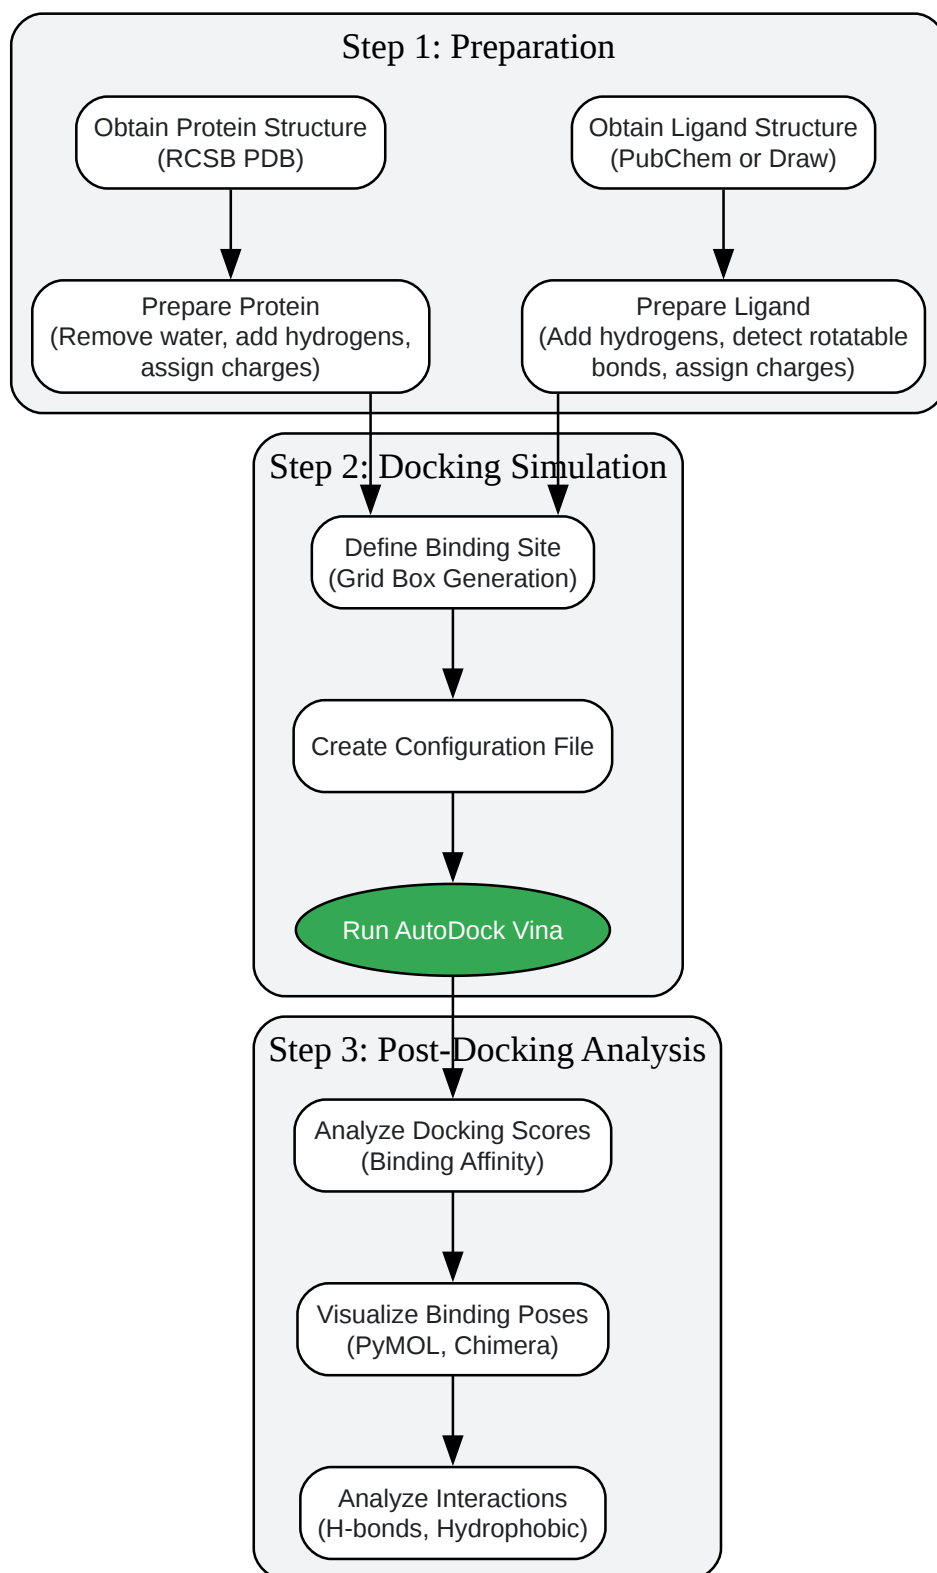 Step 1: Preparation
Obtain Protein Structure
(RCSB PDB)
Obtain Ligand Structure
(PubChem or Draw)
Prepare Protein
(Remove water, add hydrogens,
assign charges)
Prepare Ligand
(Add hydrogens, detect rotatable
bonds, assign charges)
Step 2: Docking Simulation
Define Binding Site
(Grid Box Generation)
Create Configuration File
Run AutoDock Vina
Step 3: Post-Docking Analysis
Analyze Docking Scores
(Binding Affinity)
Visualize Binding Poses
(PyMOL, Chimera)
Analyze Interactions
(H-bonds, Hydrophobic)